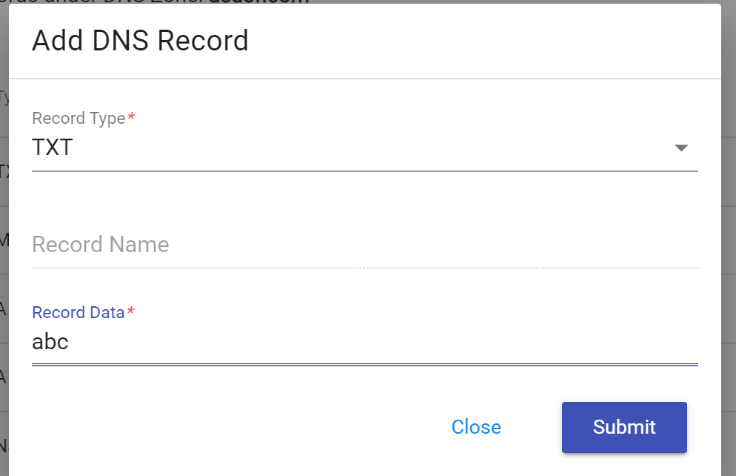 Add DNS Record
Record Type*
TXT
Record Name
Record Data*
abc
Close
Submit